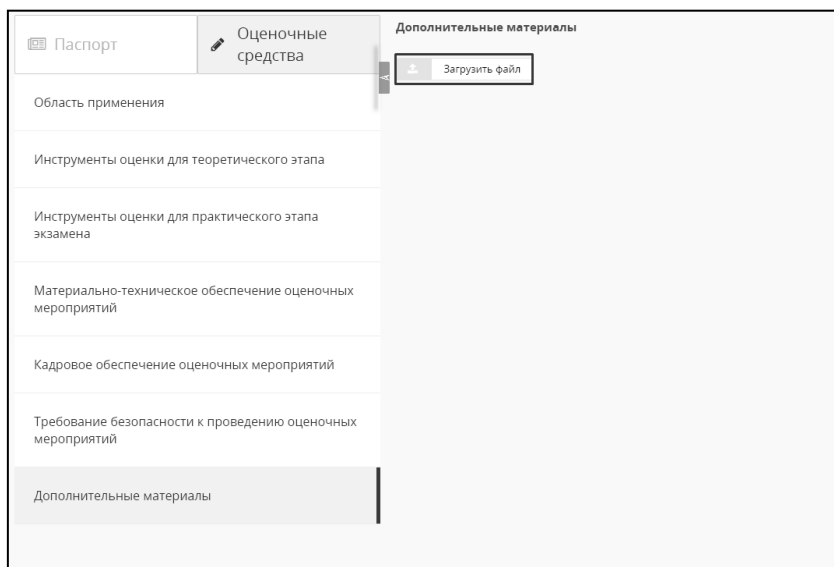 Паспорт
Оценочные
средства
Область применения
Инструменты оценки для теоретического этапа
Инструменты оценки для практического этапа
экзамена
Материально-техническое обеспечение оценочных
мероприятий
Кадровое обеспечение оценочных мероприятий
Требование безопасности к проведению оценочных
мероприятий
Дополнительные материалы
Дополнительные материалы
Загрузить файл